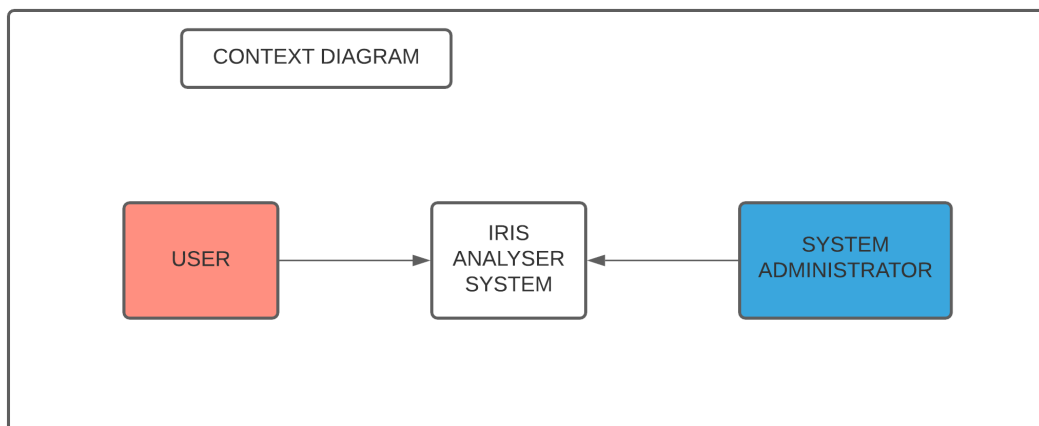 CONTEXT DIAGRAM
USER
IRIS
ANALYSER
SYSTEM
SYSTEM
ADMINISTRATOR